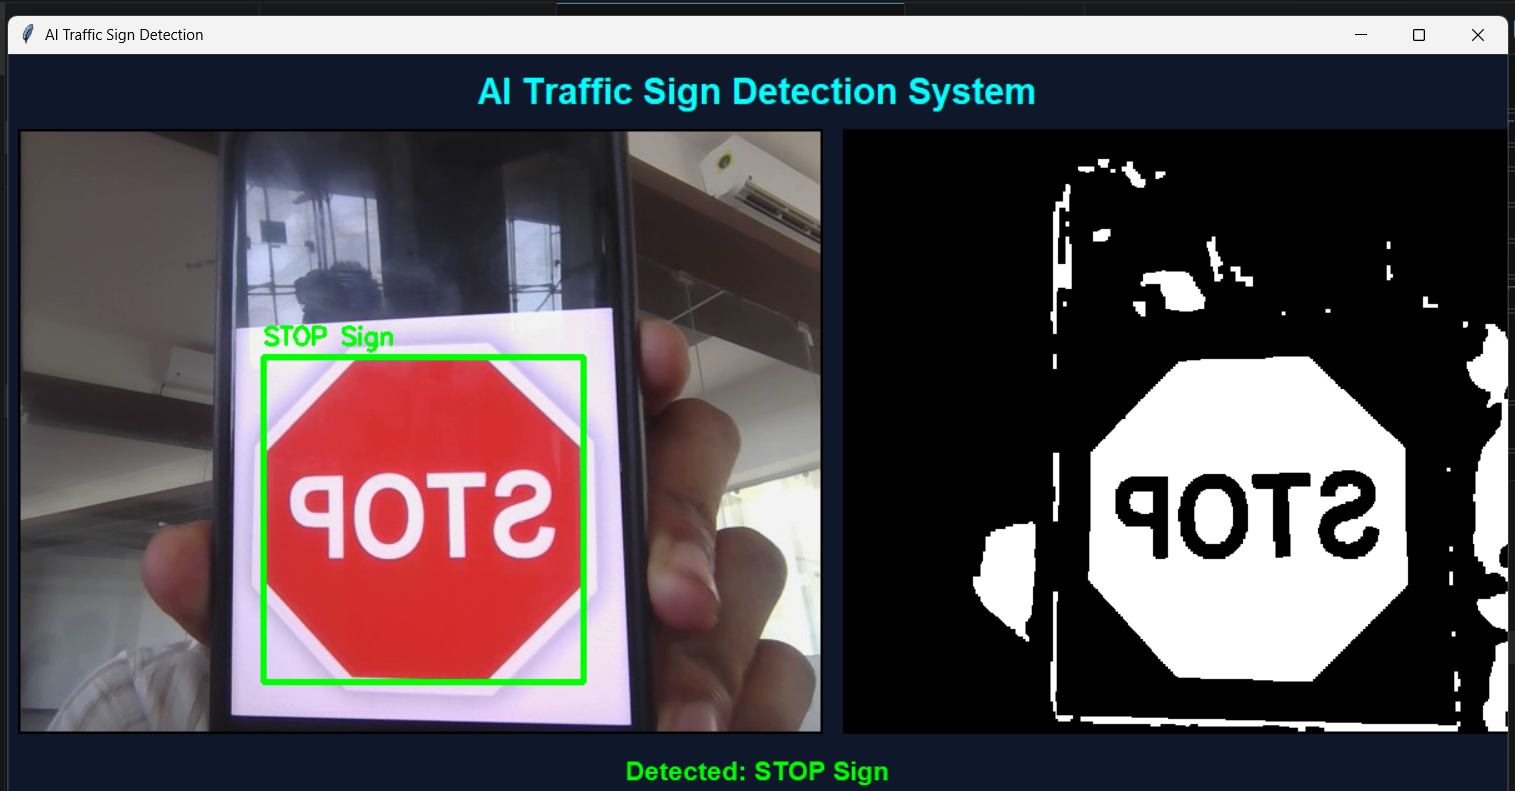 AI Traffic Sign Detection
AI Traffic Sign Detection System
STOP Sign
STOP
STOP
Detected: STOP Sign